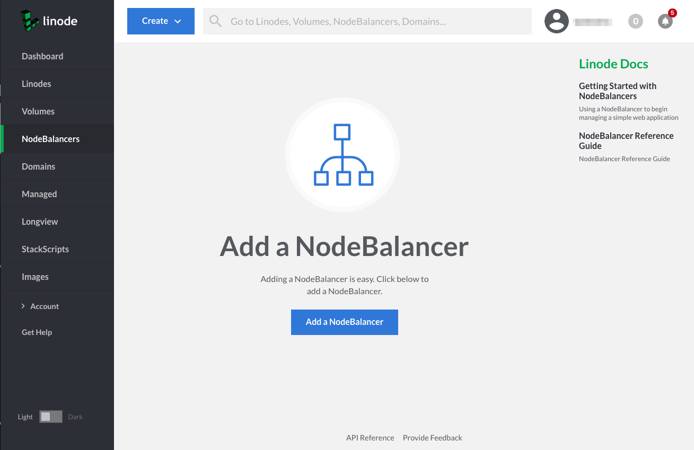 linode
Create
Go to Linodes, Volumes, NodeBalancers, Domains...
0
5
Dashboard
Linodes
Volumes
NodeBalancers
Domains
Managed
Longview
StackScripts
Images
Account
Get Help
Light
Dark
Add a NodeBalancer
Adding a NodeBalancer is easy. Click below to
add a NodeBalancer.
Add a NodeBalancer
Linode Docs
Getting Started with
NodeBalancers
Using a NodeBalancer to begin
managing a simple web application
NodeBalancer Reference
Guide
NodeBalancer Reference Guide
API Reference
Provide Feedback